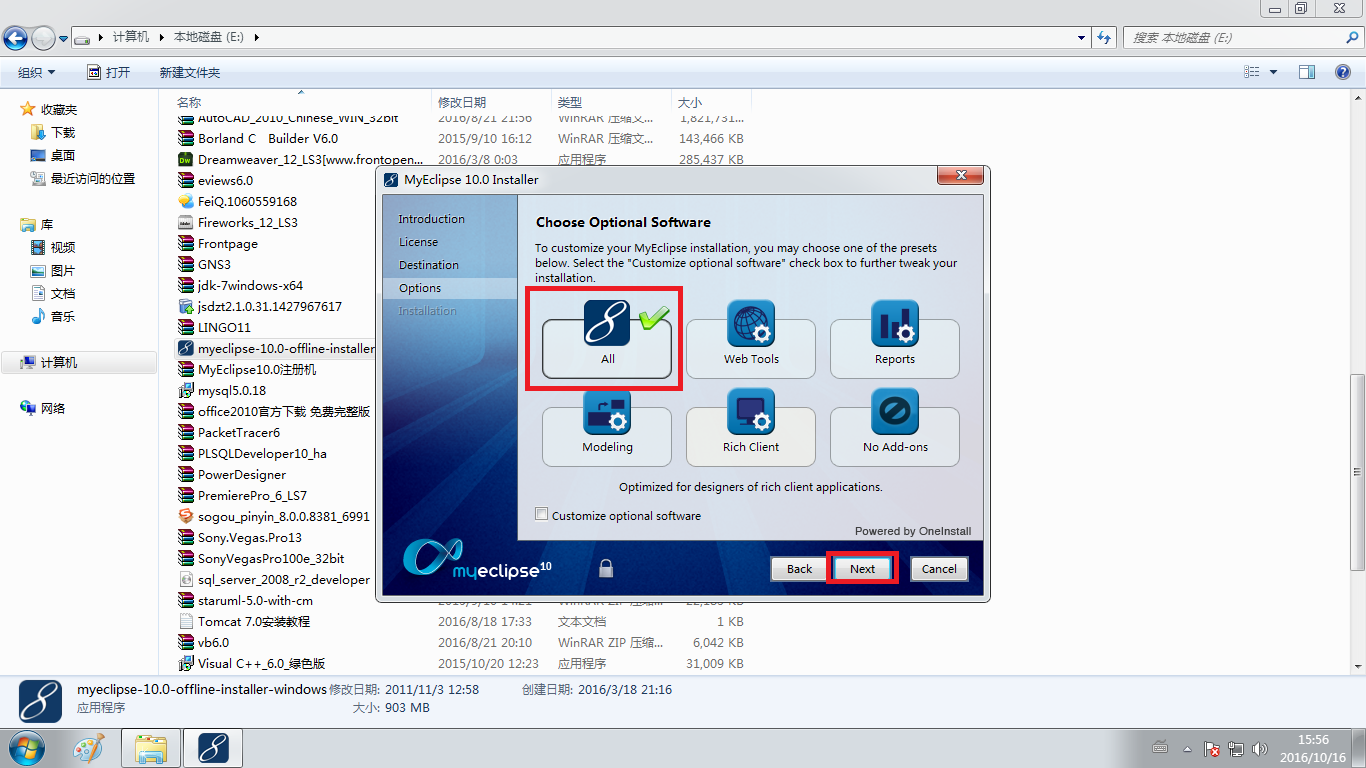 计算机 本地磁盘 (E:)
搜索 本地磁盘 (E:)
组织 打开 新建文件夹
收藏夹
下载
桌面
最近访问的位置
库
视频
图片
文档
音乐
计算机
网络
名称 修改日期 类型 大小
AutoCAD_2010_Chinese_WIN_32bit 2016/8/21 21:56 WinRAR 压缩文... 1,821,731...
Borland C Builder V6.0 2015/9/10 16:12 WinRAR 压缩文... 143,466 KB
Dreamweaver_12_LS3[www.frontopen... 2016/3/8 0:03 应用程序 285,437 KB
eviews6.0
FeiQ.1060559168
Fireworks_12_LS3
Frontpage
GNS3
jdk-7windows-x64
jsdzt2.1.0.31.1427967617
LINGO11
myeclipse-10.0-offline-installer
MyEclipse10.0注册机
mysql5.0.18
office2010官方下载 免费完整版
PacketTracer6
PLSQLDeveloper10_ha
PowerDesigner
PremierePro_6_LS7
sogou_pinyin_8.0.0.8381_6991
Sony.Vegas.Pro13
SonyVegasPro100e_32bit
sql_server_2008_r2_developer
staruml-5.0-with-cm
Tomcat 7.0安装教程 2016/8/18 17:33 文本文档 1 KB
vb6.0 2016/8/21 20:10 WinRAR ZIP 压缩... 6,042 KB
Visual C++_6.0_绿色版 2015/10/20 12:23 应用程序 31,009 KB
MyEclipse 10.0 Installer
Introduction
License
Destination
Options
Installation
Choose Optional Software
To customize your MyEclipse installation, you may choose one of the presets
below. Select the "Customize optional software" check box to further tweak your
installation.
All Web Tools Reports
Modeling Rich Client No Add-ons
Optimized for designers of rich client applications.
Customize optional software
Powered by OneInstall
myeclipse10
Back Next Cancel
myeclipse-10.0-offline-installer-windows 修改日期: 2011/11/3 12:58 创建日期: 2016/3/18 21:16
应用程序 大小: 903 MB
15:56
2016/10/16